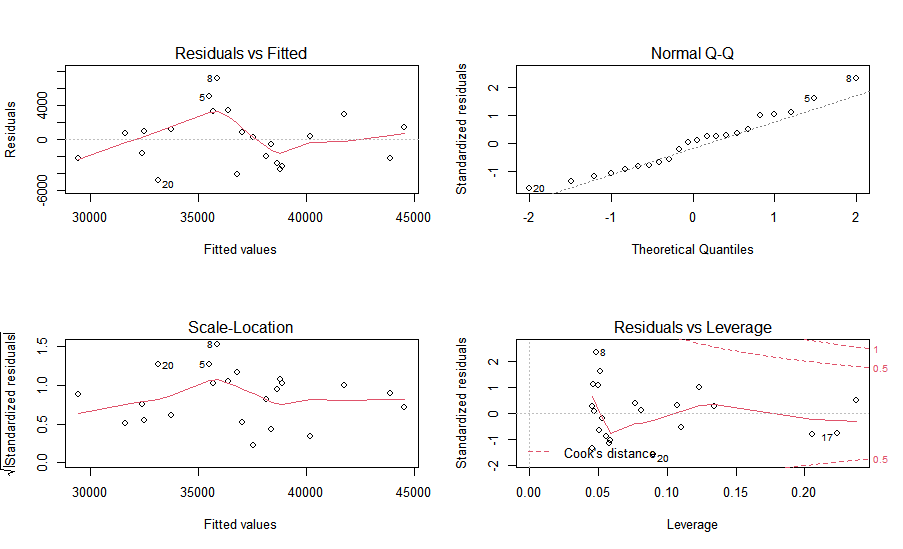 Residuals vs Fitted
Residuals
-6000 0 4000
8
5
20
30000 35000 40000 45000
Fitted values
Normal Q-Q
Standardized residuals
-1 0 1 2
8
5
20
-2 -1 0 1 2
Theoretical Quantiles
Scale-Location
√|Standardized residuals|
0.0 0.5 1.0 1.5
8
20
5
30000 35000 40000 45000
Fitted values
Residuals vs Leverage
Standardized residuals
-2 -1 0 1 2
8
1
0.5
17
Cook's distance
20
0.5
0.00 0.05 0.10 0.15 0.20
Leverage